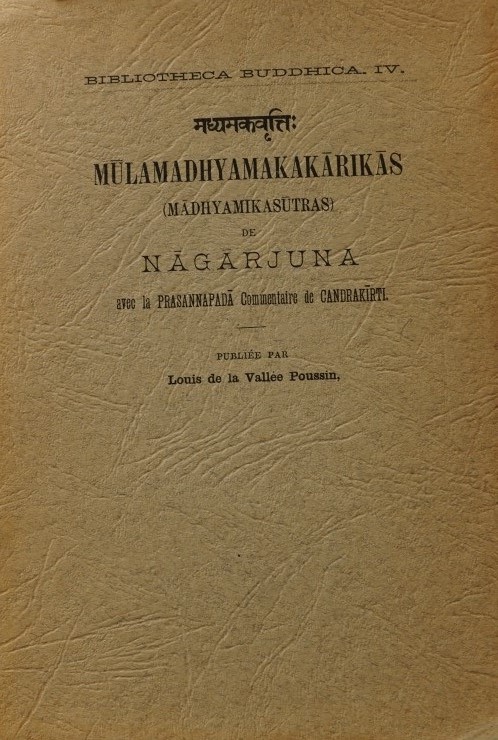 BIBLIOTHECA BUDDHICA. IV.
मध्यमकवृत्तिः
MŪLAMADHYAMAKAKĀRIKĀS
(MĀDHYAMIKASŪTRAS)
DE
NĀGĀRJUNA
avec la PRASANNAPADĀ Commentaire de CANDRAKĪRTI.
PUBLIÉE PAR
Louis de la Vallée Poussin.